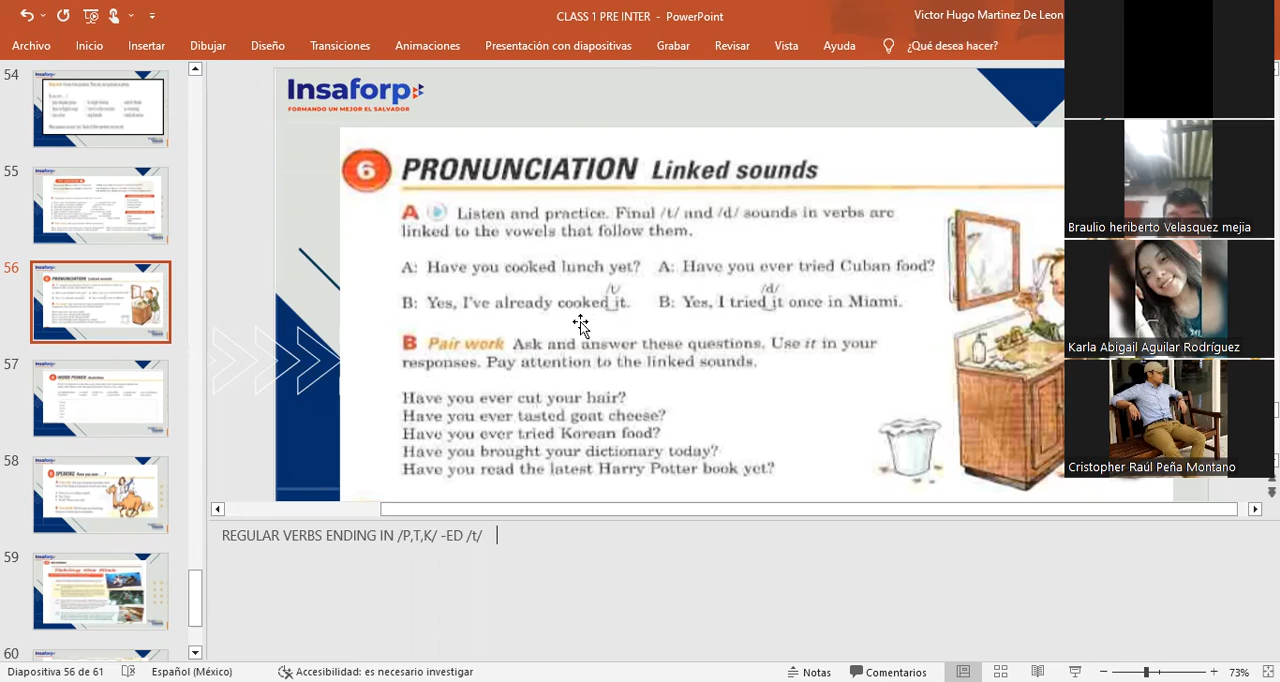 CLASS 1 PRE INTER - PowerPoint
Victor Hugo Martinez De Leon
Archivo Inicio Insertar Dibujar Diseño Transiciones Animaciones Presentación con diapositivas Grabar Revisar Vista Ayuda ¿Qué desea hacer?
54
55
56
57
58
59
60
Insaforp
FORMANDO UN MEJOR EL SALVADOR
6 PRONUNCIATION Linked sounds
A Listen and practice. Final /t/ and /d/ sounds in verbs are
linked to the vowels that follow them.
A: Have you cooked lunch yet? A: Have you ever tried Cuban food?
/t/ /d/
B: Yes, I've already cooked it. B: Yes, I tried it once in Miami.
B Pair work Ask and answer these questions. Use it in your
responses. Pay attention to the linked sounds.
Have you ever cut your hair?
Have you ever tasted goat cheese?
Have you ever tried Korean food?
Have you brought your dictionary today?
Have you read the latest Harry Potter book yet?
REGULAR VERBS ENDING IN /P,T,K/ -ED /t/
Braulio heriberto Velasquez mejia
Karla Abigail Aguilar Rodríguez
Cristopher Raúl Peña Montano
Diapositiva 56 de 61 Español (México) Accesibilidad: es necesario investigar Notas Comentarios 73%